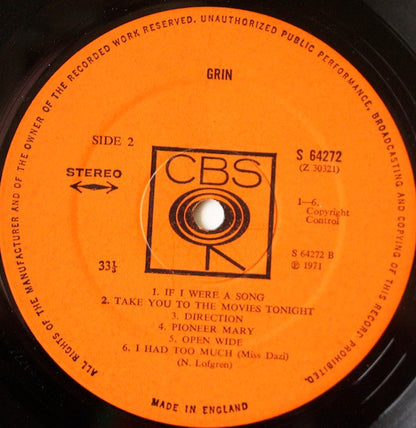 ALL RIGHTS OF THE MANUFACTURER AND OF THE OWNER OF THE RECORDED WORK RESERVED. UNAUTHORIZED PUBLIC PERFORMANCE, BROADCASTING AND COPYING OF THIS RECORD PROHIBITED.
GRIN
SIDE 2
CBS
S 64272
(Z 30321)
STEREO
1—6.
Copyright
Control
33⅓
S 64272 B
℗ 1971
1. IF I WERE A SONG
2. TAKE YOU TO THE MOVIES TONIGHT
3. DIRECTION
4. PIONEER MARY
5. OPEN WIDE
6. I HAD TOO MUCH (Miss Dazi)
(N. Lofgren)
MADE IN ENGLAND